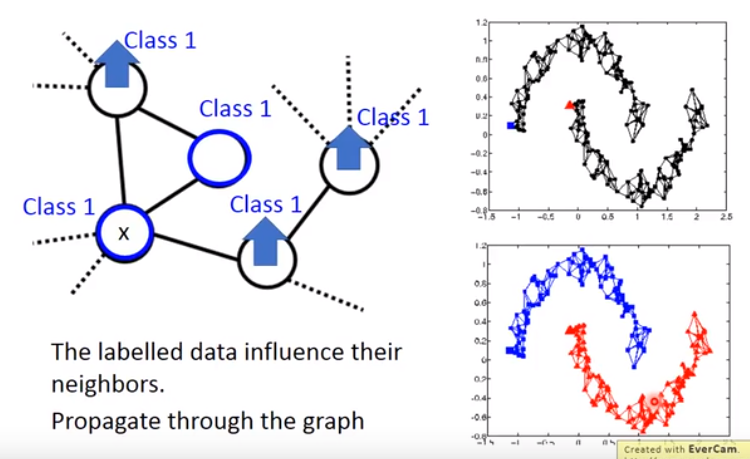 Class 1
Class 1
Class 1
Class 1
Class 1
x
The labelled data influence their
neighbors.
Propagate through the graph
1.2
1
0.8
0.6
0.4
0.2
0
-0.2
-0.4
-0.6
-0.8
-1.5 -1 -0.5 0 0.5 1 1.5 2 2.5
1.2
1
0.8
0.6
0.4
0.2
0
-0.2
-0.4
-0.6
-0.8
Created with EverCam.